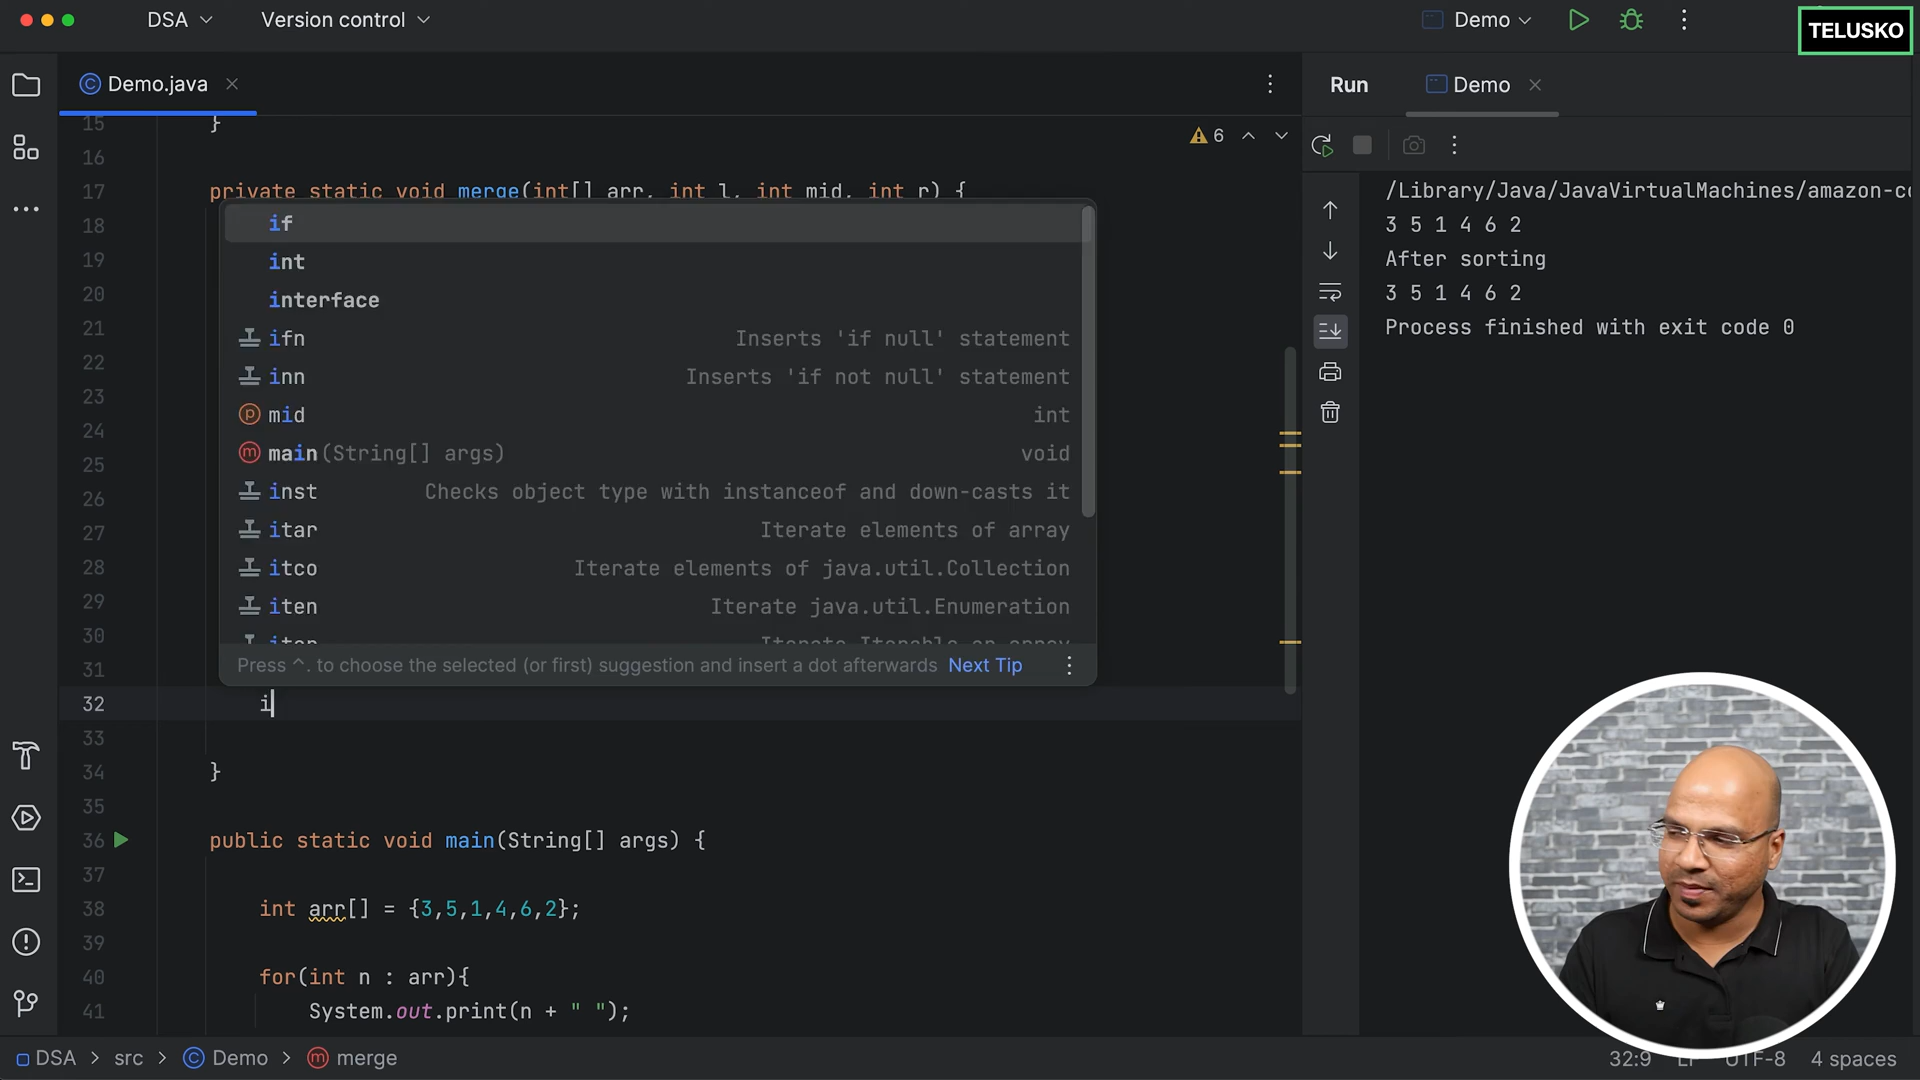 DSA
Version control
Demo
TELUSKO
Demo.java
6
Run
Demo
15 }
16
17 private static void merge(int[] arr, int l, int mid, int r) {
18
19
20
21
22
23
24
25
26
27
28
29
30
31
if
int
interface
ifn Inserts 'if null' statement
inn Inserts 'if not null' statement
mid int
main(String[] args) void
inst Checks object type with instanceof and down-casts it
itar Iterate elements of array
itco Iterate elements of java.util.Collection
iten Iterate java.util.Enumeration
Press ^. to choose the selected (or first) suggestion and insert a dot afterwards Next Tip
32 i
33
34 }
35
36 public static void main(String[] args) {
37
38 int arr[] = {3,5,1,4,6,2};
39
40 for(int n : arr){
41 System.out.print(n + " ");
/Library/Java/JavaVirtualMachines/amazon-co
3 5 1 4 6 2
After sorting
3 5 1 4 6 2
Process finished with exit code 0
DSA > src > Demo > merge
32:9 LF UTF-8 4 spaces